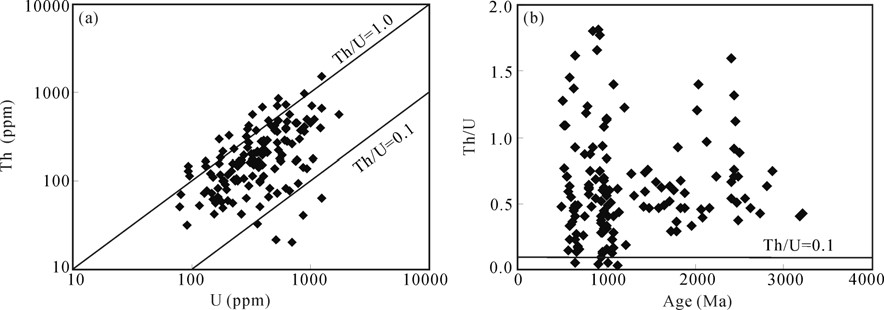 (a)
10000
1000
100
10
Th (ppm)
Th/U=1.0
Th/U=0.1
10
100
1000
10000
U (ppm)
(b)
2.0
1.5
1.0
0.5
0.0
Th/U
Th/U=0.1
0
1000
2000
3000
4000
Age (Ma)